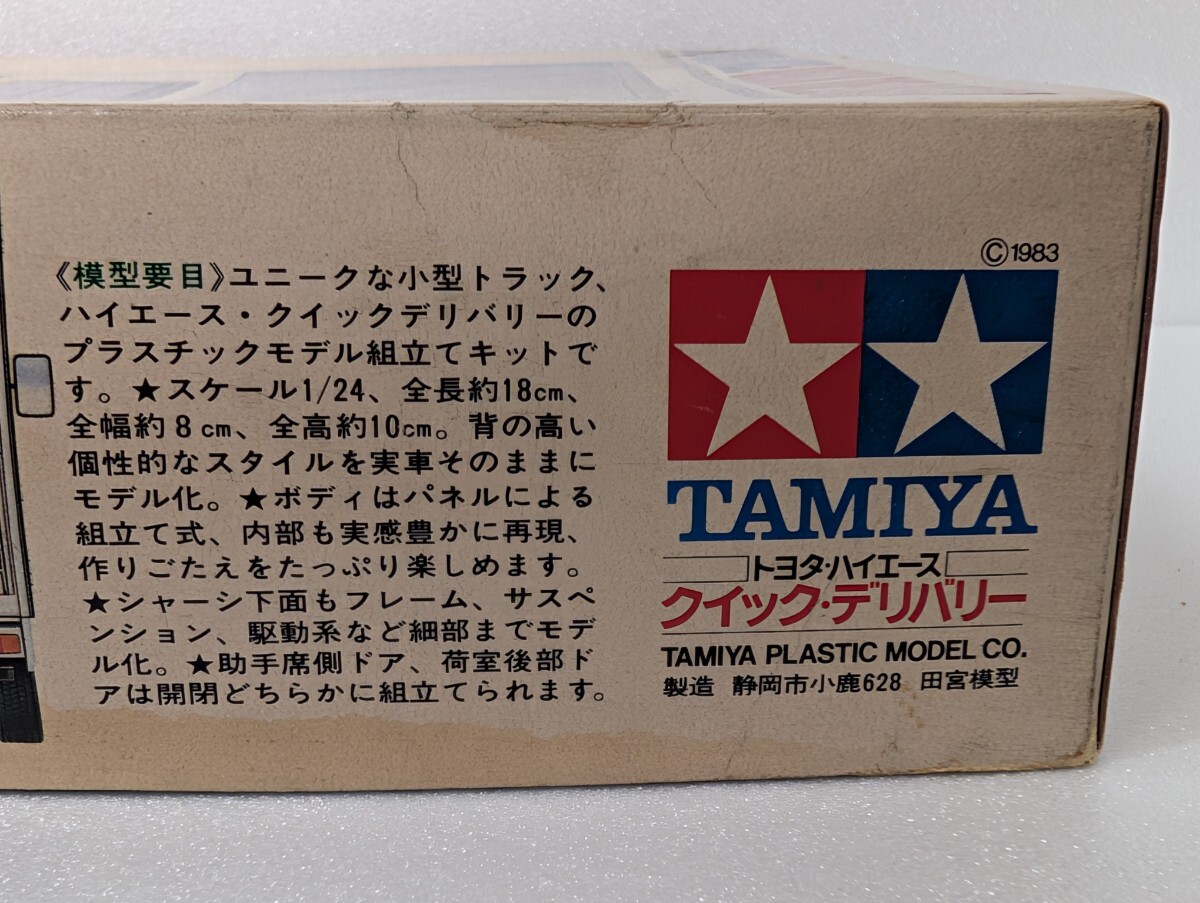 《模型要目》ユニークな小型トラック、
ハイエース・クイックデリバリーの
プラスチックモデル組立てキットで
す。★スケール1/24、全長約18cm、
全幅約8cm、全高約10cm。背の高い
個性的なスタイルを実車そのままに
モデル化。★ボディはパネルによる
組立て式、内部も実感豊かに再現、
作りごたえをたっぷり楽しめます。
★シャーシ下面もフレーム、サスペ
ンション、駆動系など細部までモデ
ル化。★助手席側ドア、荷室後部ド
アは開閉どちらかに組立てられます。
©1983
TAMIYA
トヨタ・ハイエース
クイック・デリバリー
TAMIYA PLASTIC MODEL CO.
製造 静岡市小鹿628 田宮模型